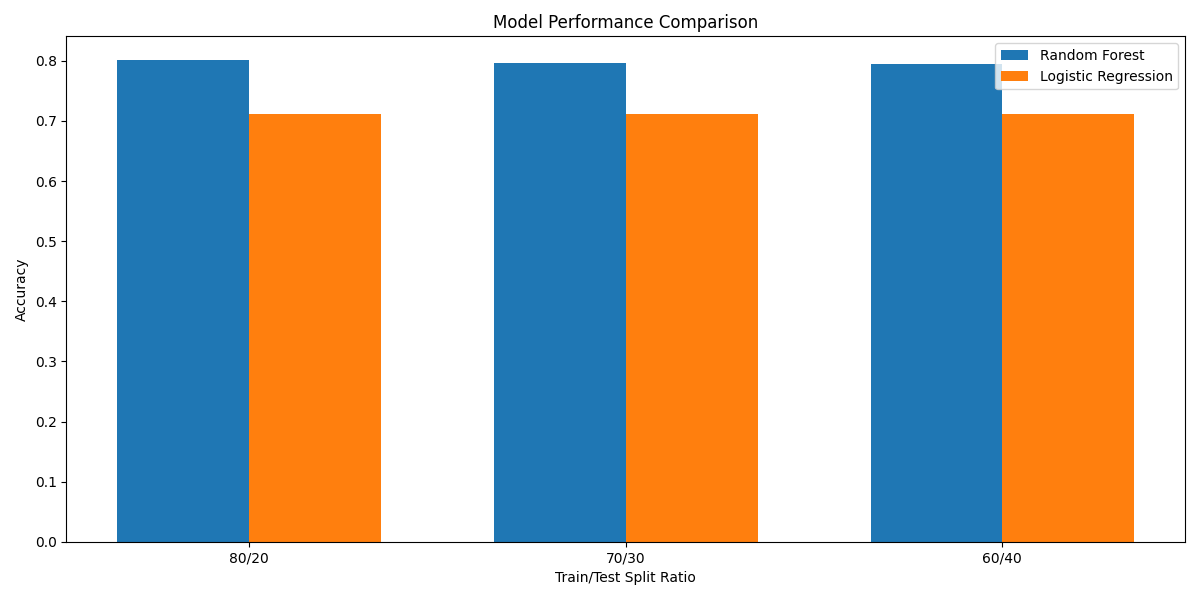 Model Performance Comparison
Random Forest
Logistic Regression
Accuracy
0.8
0.7
0.6
0.5
0.4
0.3
0.2
0.1
0.0
80/20
70/30
60/40
Train/Test Split Ratio